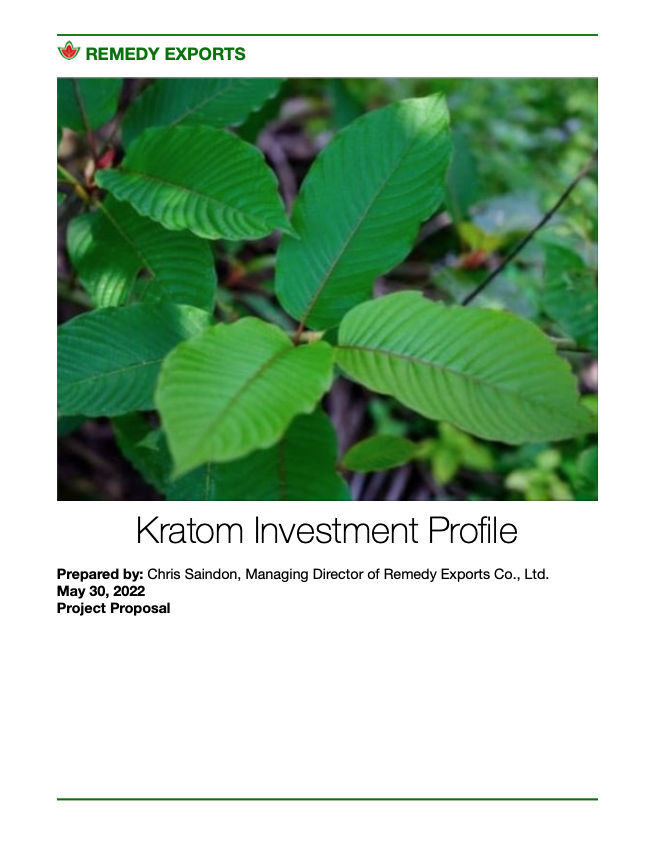 REMEDY EXPORTS
Kratom Investment Profile
Prepared by: Chris Saindon, Managing Director of Remedy Exports Co., Ltd.
May 30, 2022
Project Proposal